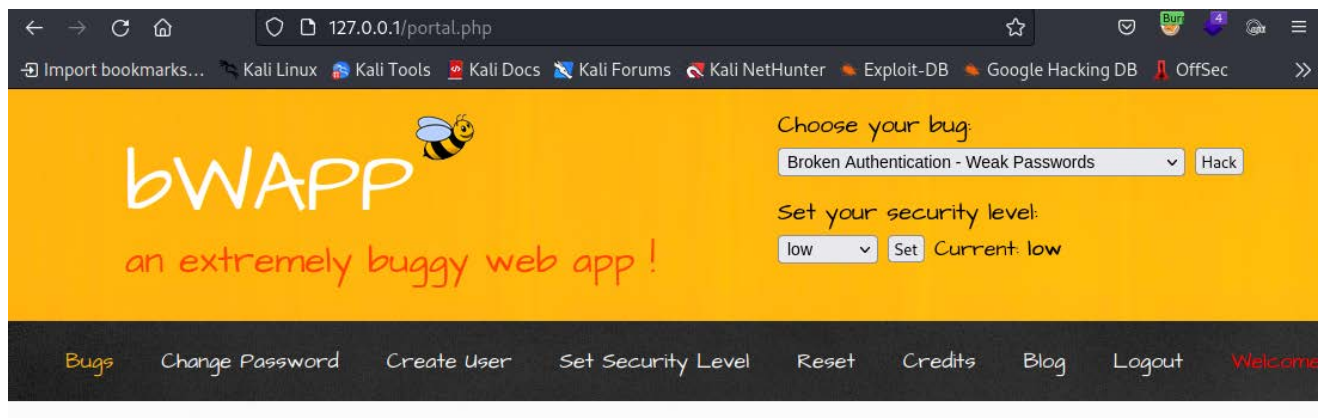 127.0.0.1/portal.php
Burr
4
Import bookmarks... Kali Linux Kali Tools Kali Docs Kali Forums Kali NetHunter Exploit-DB Google Hacking DB OffSec
bWAPP
an extremely buggy web app !
Choose your bug:
Broken Authentication - Weak Passwords Hack
Set your security level:
low Set Current: low
Bugs Change Password Create User Set Security Level Reset Credits Blog Logout Welcome